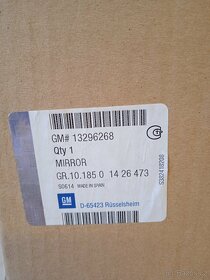 GM# 13296268
Qty 1
MIRROR
GR.10.185 0 14 26 473
S0614 MADE IN SPAIN
GM
D-65423 Rüsselsheim